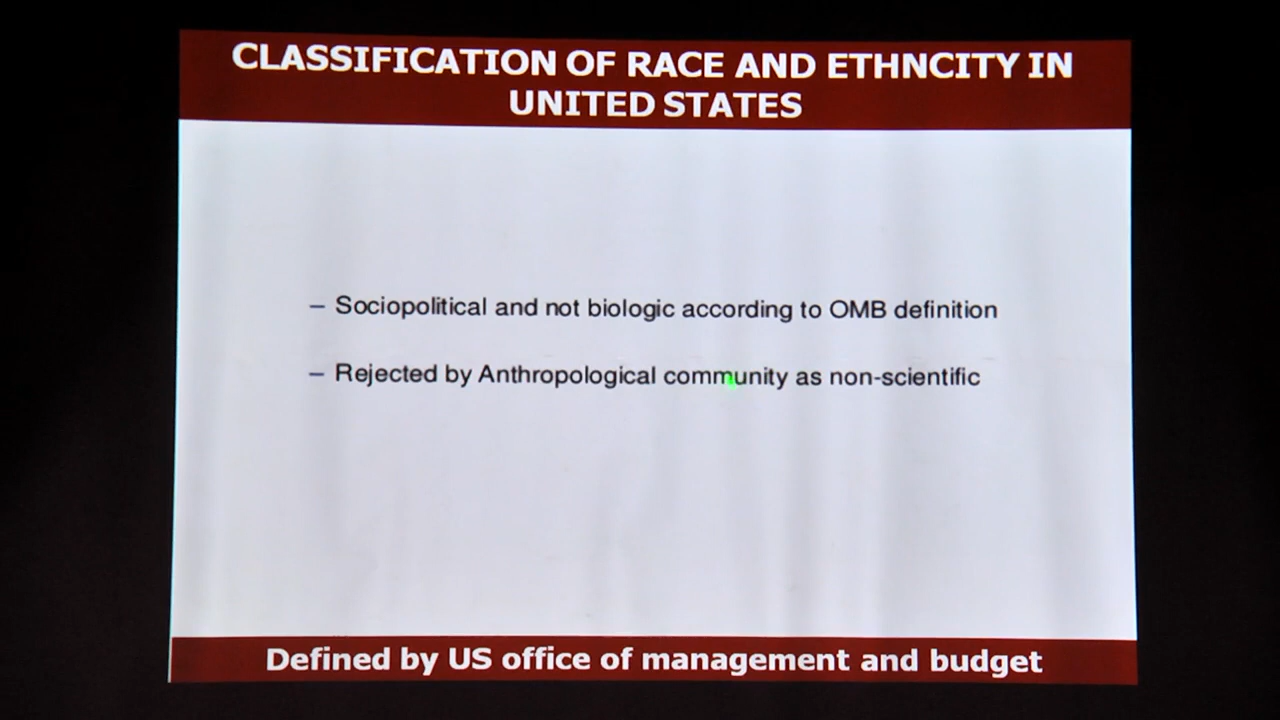 CLASSIFICATION OF RACE AND ETHNCITY IN
UNITED STATES
– Sociopolitical and not biologic according to OMB definition
– Rejected by Anthropological community as non-scientific
Defined by US office of management and budget